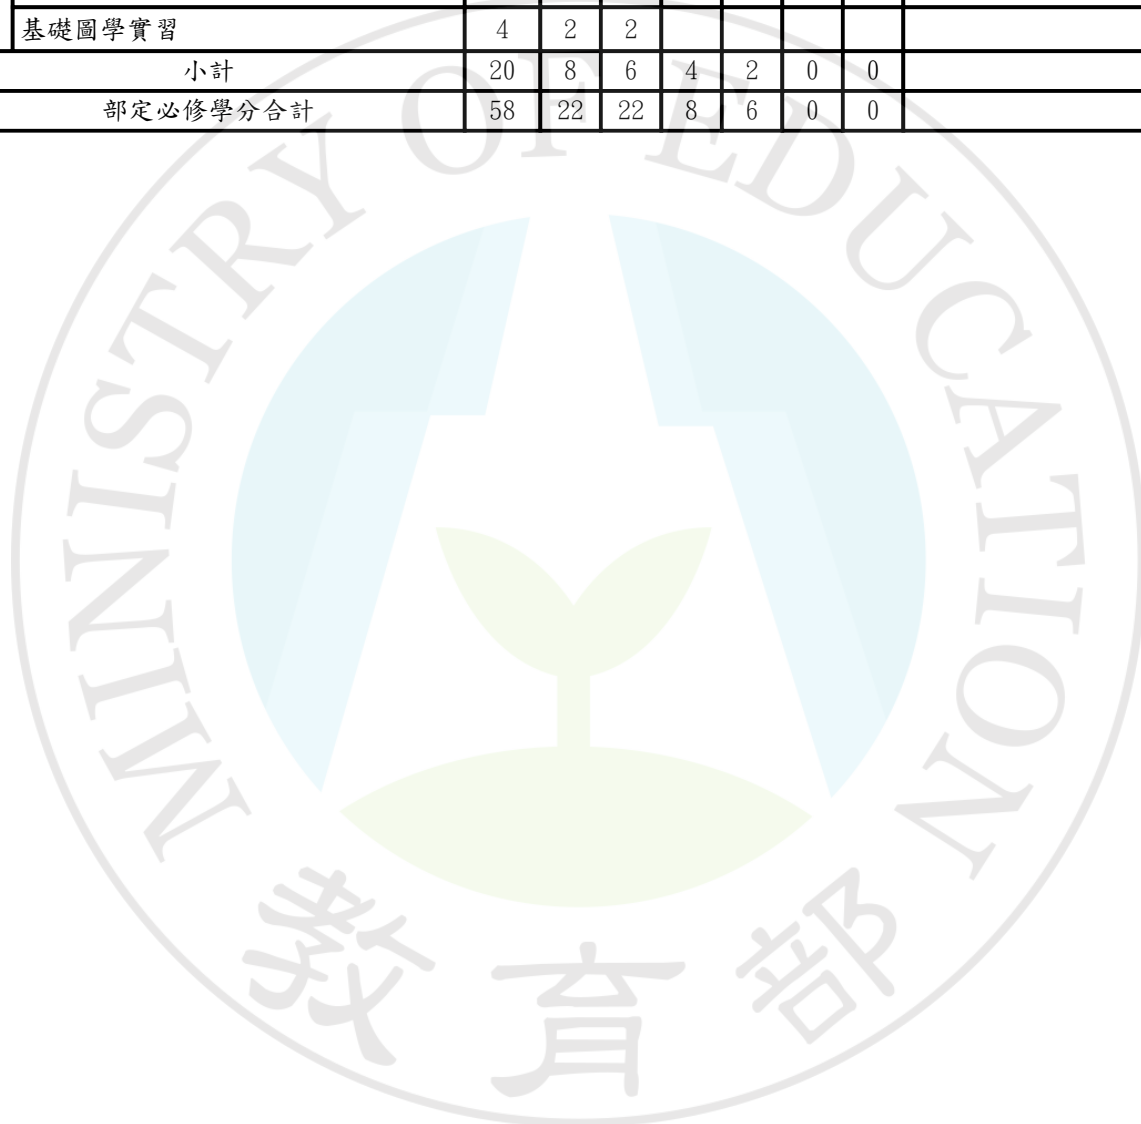 基礎圖學實習 4 2 2
小計 20 8 6 4 2 0 0
部定必修學分合計 58 22 22 8 6 0 0
MINISTRY OF EDUCATION
教育部